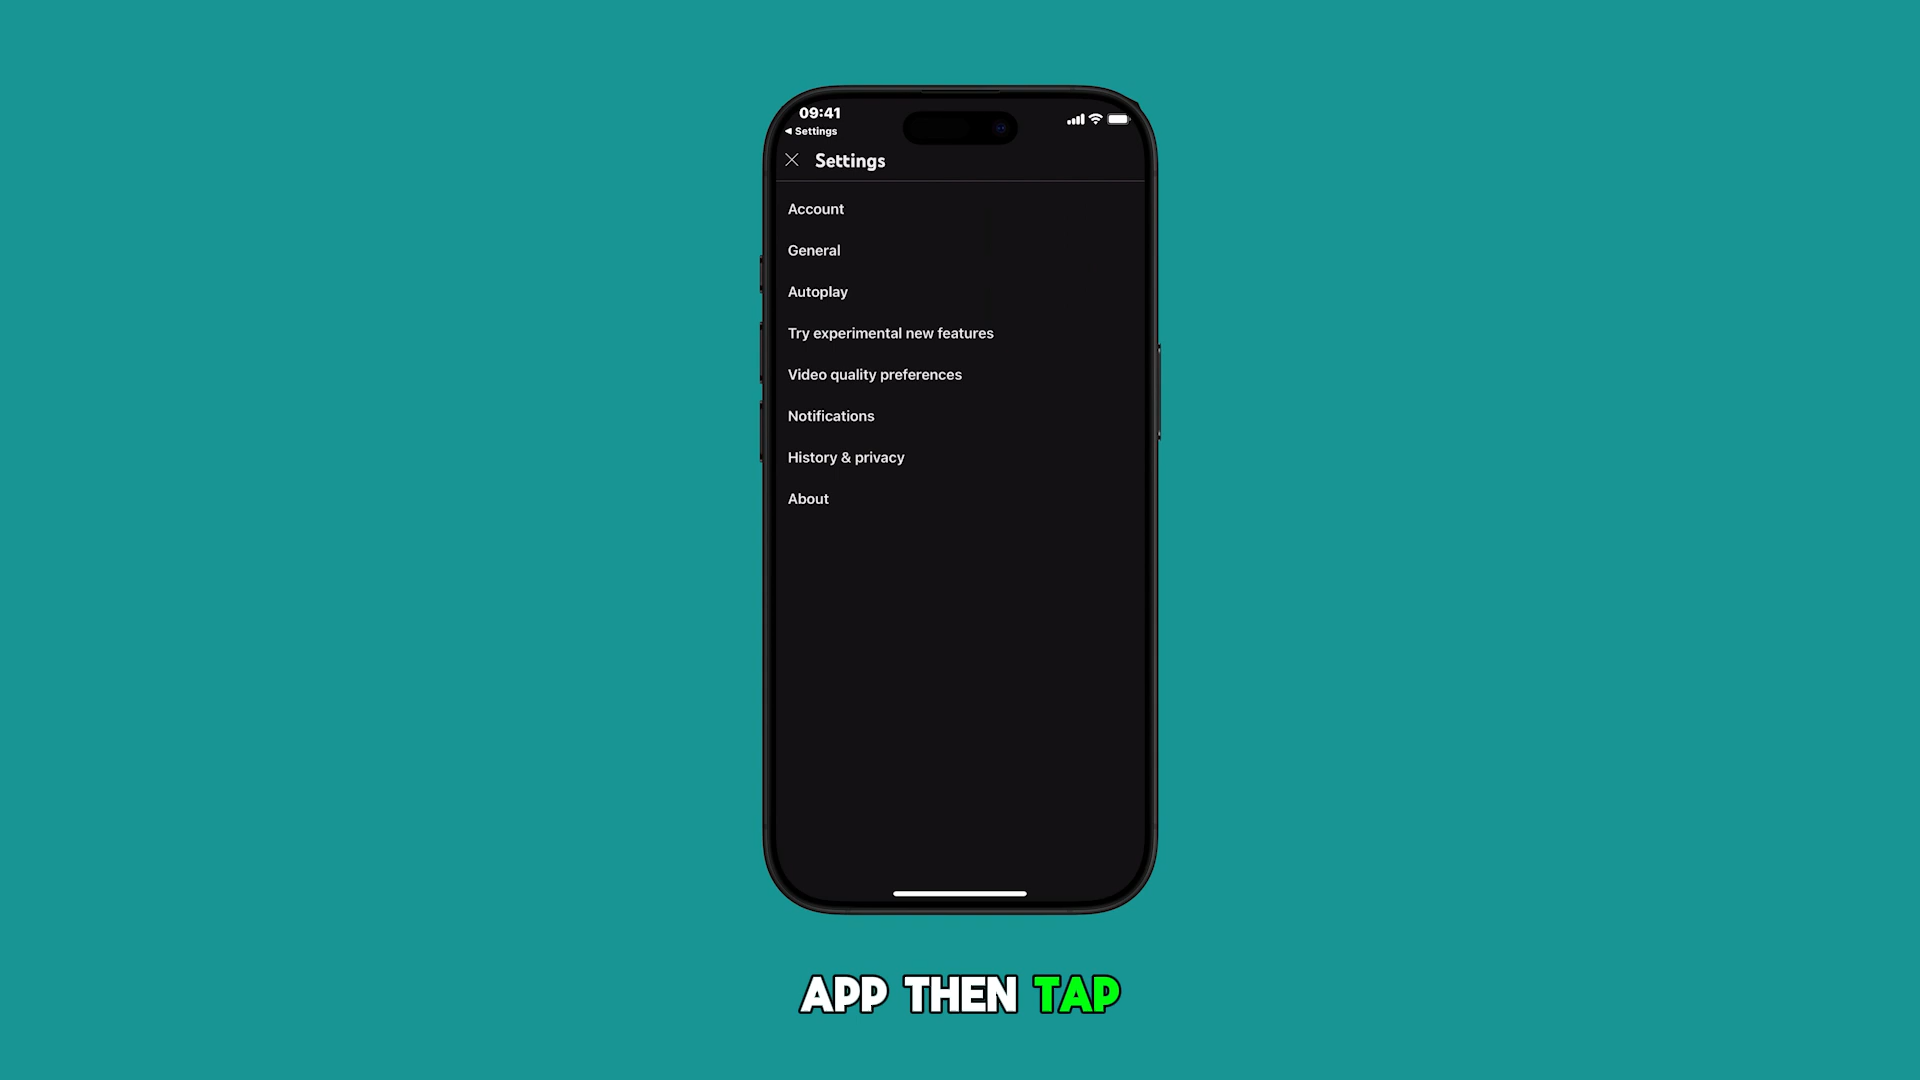 09:41
◀ Settings
Settings
Account
General
Autoplay
Try experimental new features
Video quality preferences
Notifications
History & privacy
About
APP THEN TAP